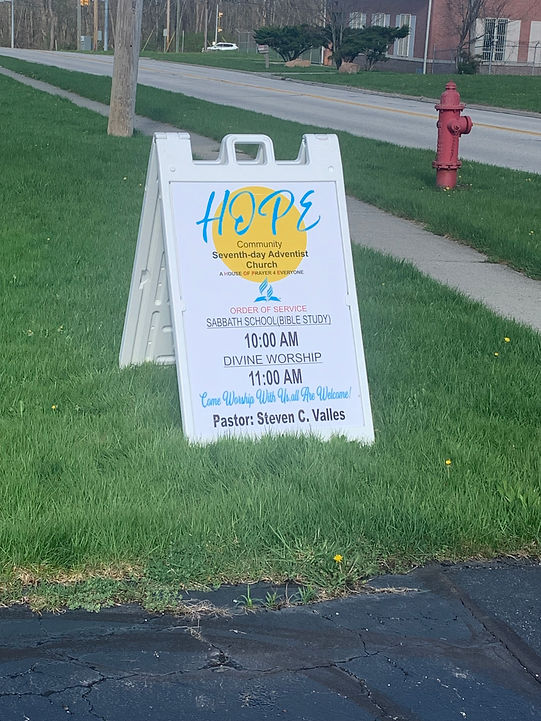 HOPE
Community
Seventh-day Adventist
Church
A HOUSE OF PRAYER 4 EVERYONE
ORDER OF SERVICE
SABBATH SCHOOL(BIBLE STUDY)
10:00 AM
DIVINE WORSHIP
11:00 AM
Come Worship With Us.all Are Welcome!
Pastor: Steven C. Valles